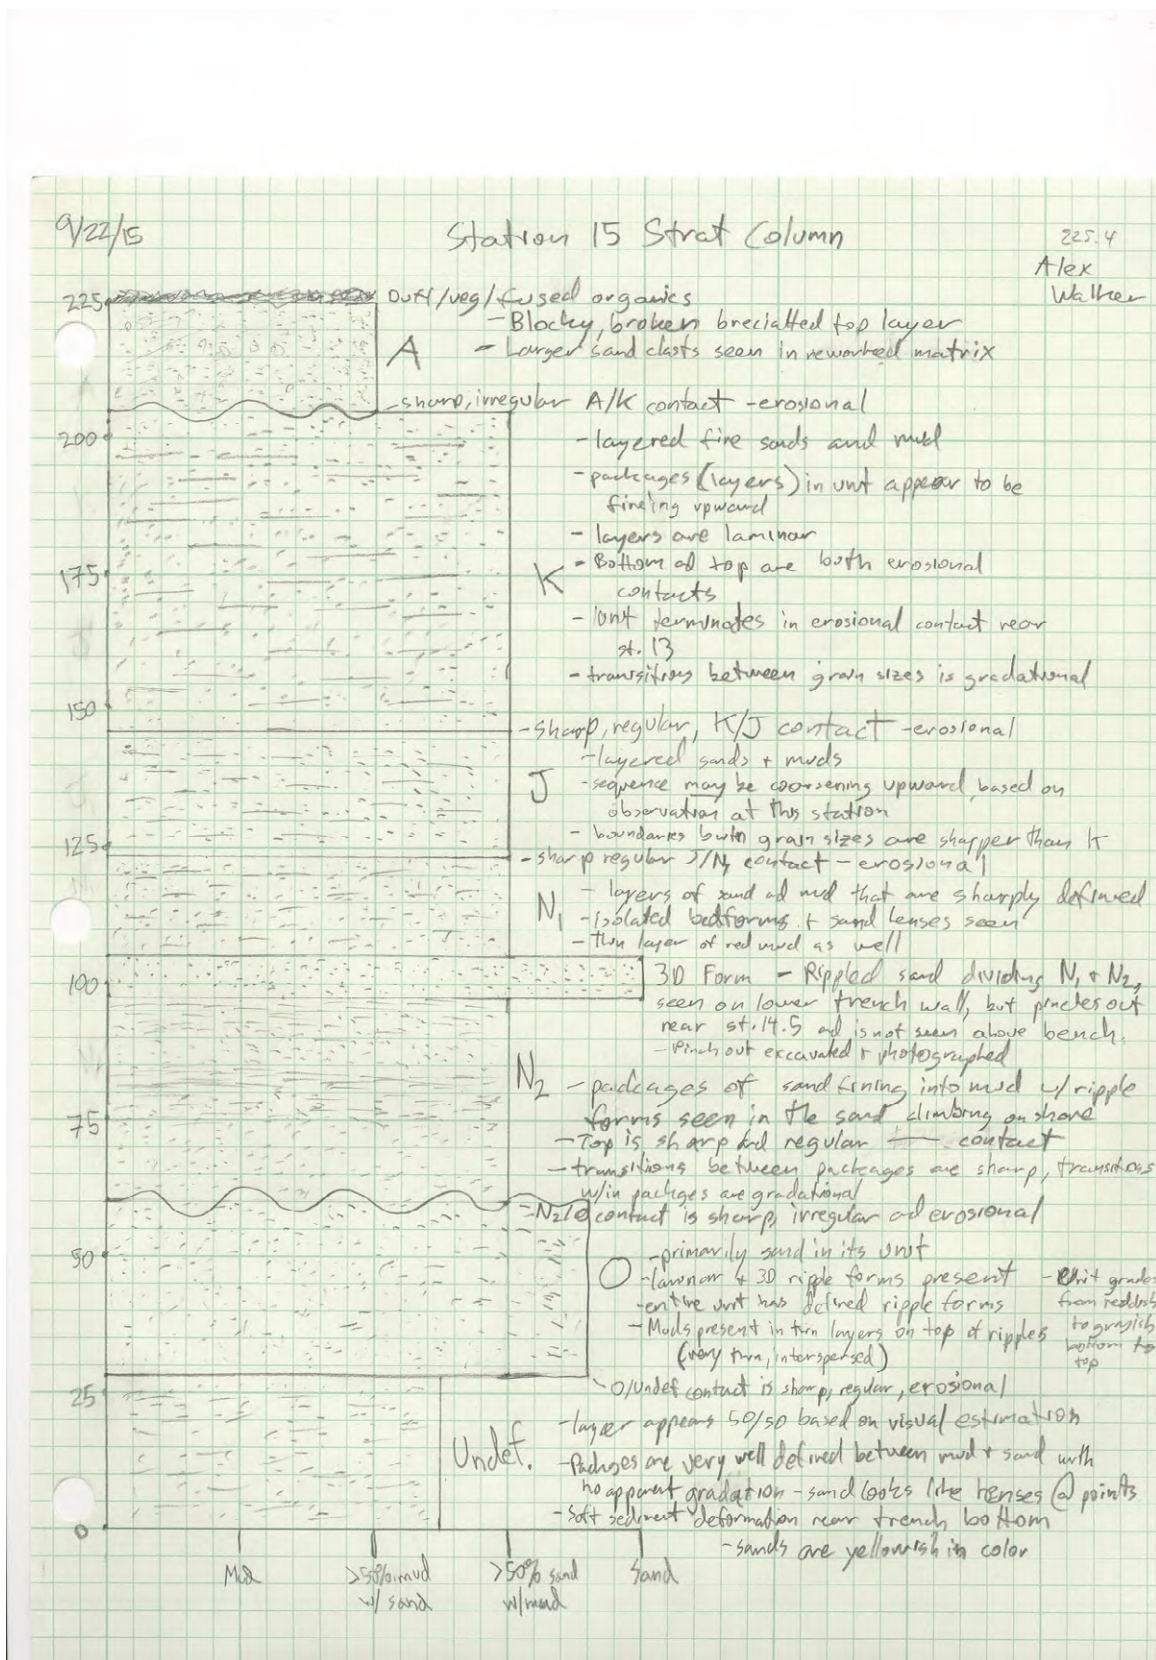 9/22/15
Station 15 Strat Column
225.4
Alex
Walker
225
Duff/veg/fused organics
- Blocky, broken breciatted top layer
A
- Larger sand clasts seen in reworked matrix
- sharp, irregular A/K contact - erosional
200
- layered fine sands and mud
- packages (layers) in unit appear to be
fineing upward
- layers are laminar
175
K
- Bottom ad top are both erosional
contacts
- Unit terminates in erosional contact near
st. 13
- transitions between grain sizes is gradational
150
- sharp, regular, K/J contact - erosional
- layered sands + muds
J
- sequence may be coarsening upward, based on
observation at this station
- boundaries bwtn grain sizes are sharper than K
125
- sharp regular J/N1 contact - erosional
N1
- layers of sand ad mud that are sharply defined
- isolated bedforms + sand lenses seen
- thin layer of red mud as well
100
3D Form - Rippled sand dividing N1 + N2,
seen on lower trench wall, but pinches out
near st. 14.5 ad is not seen above bench.
- Pinch out excavated + photographed
N2
- packages of sand fining into mud w/ ripple
forms seen in the sand climbing on shore
75
- Top is sharp and regular — contact
- transitions between packages are sharp, transitions
w/in packges are gradational
- N2/O contact is sharp, irregular ad erosional
50
O
- primarily sand in its unit
- laminar + 3D ripple forms present
- entire unit has defined ripple forms
- Muds present in thin layers on top of ripples
(very thin, interspersed)
- Unit grades
from reddish
to grayish
bottom to
top
25
- O/Undef contact is sharp, regular, erosional
- layer appears 50/50 based on visual estimation
Undef.
- Packages are very well defined between mud + sand with
no apparent gradation - sand looks like lenses @ points
- Soft sediment deformation near trench bottom
- sands are yellowish in color
0
Mud
>50% mud
w/ sand
>50% sand
w/mud
Sand